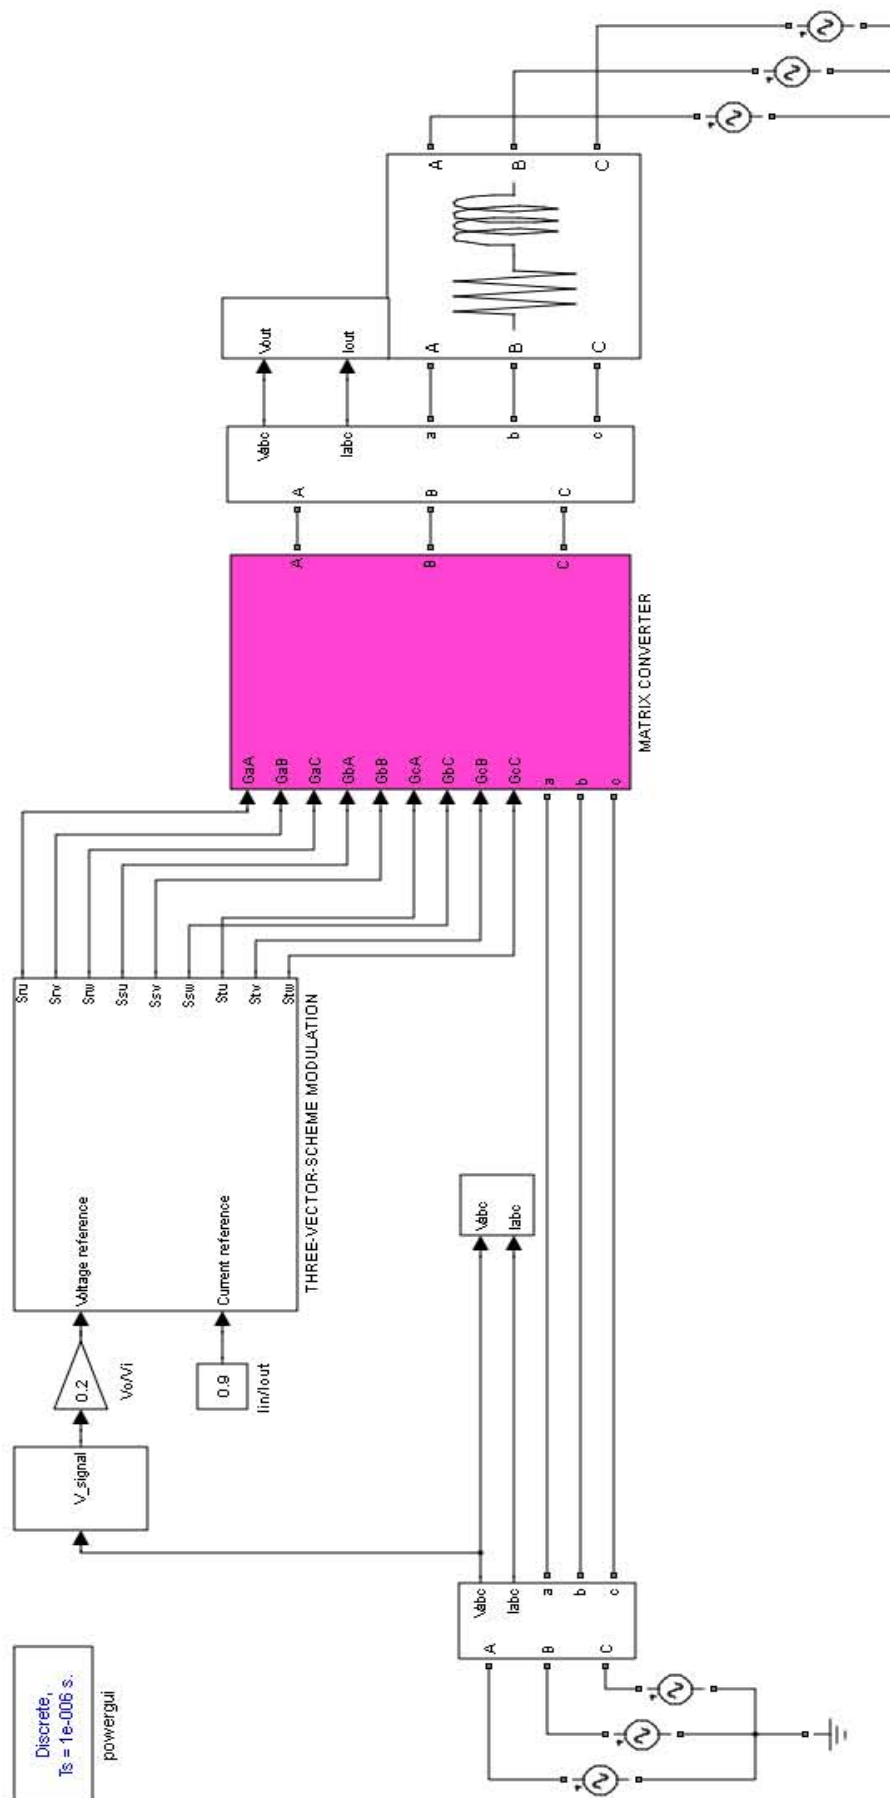 Discrete,
Ts = 1e-006 s.
powergui
V_signal
0.2
Vo/Vi
0.9
Iin/Iout
Voltage reference
Current reference
Sru
Srv
Srw
Ssu
Ssv
Ssw
Stu
Stv
Stw
THREE-VECTOR-SCHEME MODULATION
A
B
C
Vabc
Iabc
a
b
c
Vabc
Iabc
GaA
GaB
GaC
GbA
GbB
GcA
GbC
GcB
GcC
a
b
c
A
B
C
MATRIX CONVERTER
A
B
C
Vabc
Iabc
a
b
c
Vout
Iout
A
B
C
A
B
C